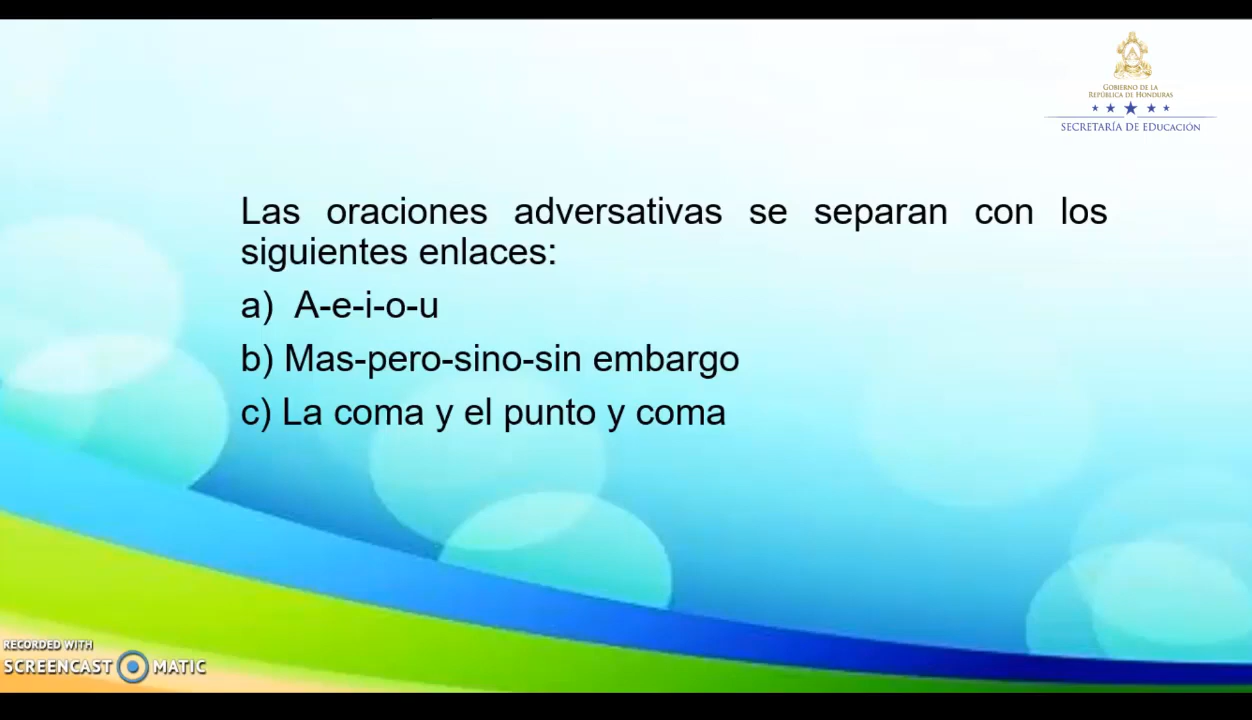 GOBIERNO DE LA
REPÚBLICA DE HONDURAS
SECRETARÍA DE EDUCACIÓN
Las oraciones adversativas se separan con los
siguientes enlaces:
a) A-e-i-o-u
b) Mas-pero-sino-sin embargo
c) La coma y el punto y coma
RECORDED WITH
SCREENCAST MATIC